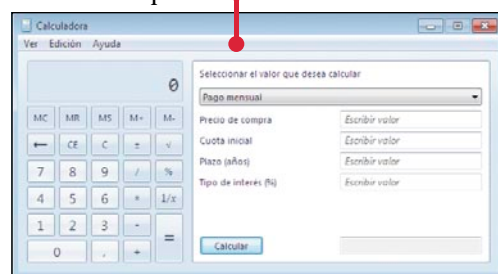 Calculadora
Ver Edición Ayuda
0
MC MR MS M+ M-
← CE C ± √
7 8 9 / %
4 5 6 * 1/x
1 2 3 - =
0 , +
Seleccionar el valor que desea calcular
Pago mensual
Precio de compra Escribir valor
Cuota inicial Escribir valor
Plazo (años) Escribir valor
Tipo de interés (%) Escribir valor
Calcular